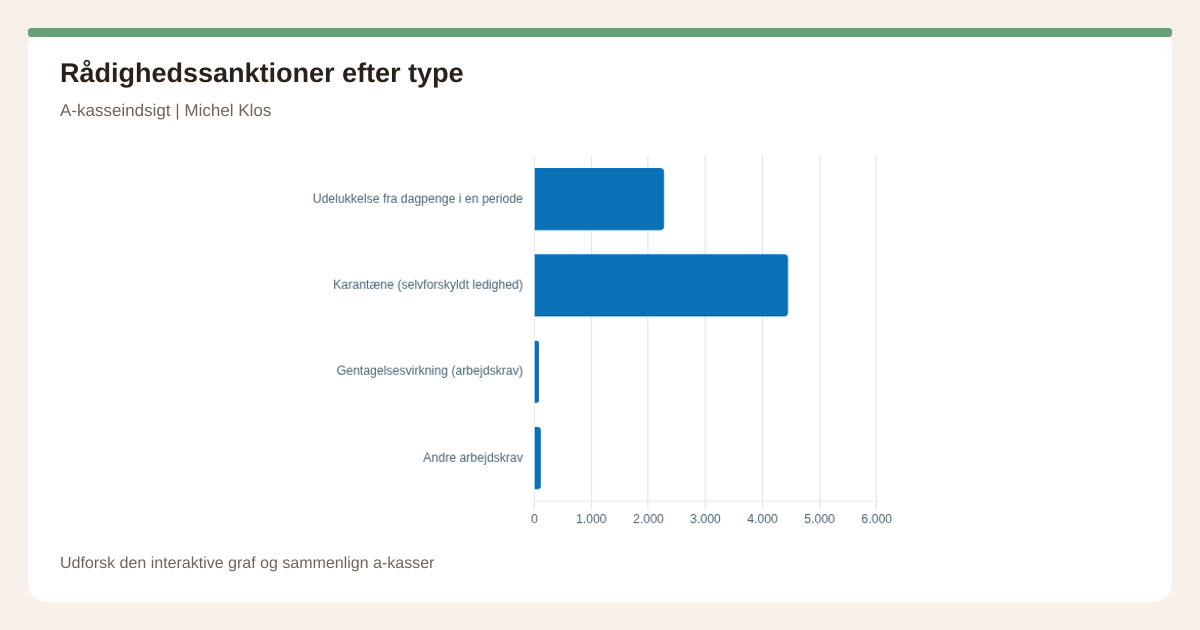 Rådighedssanktioner efter type
A-kasseindsigt | Michel Klos
Udelukkelse fra dagpenge i en periode
Karantæne (selvforskyldt ledighed)
Gentagelsesvirkning (arbejdskrav)
Andre arbejdskrav
0 1.000 2.000 3.000 4.000 5.000 6.000
Udforsk den interaktive graf og sammenlign a-kasser